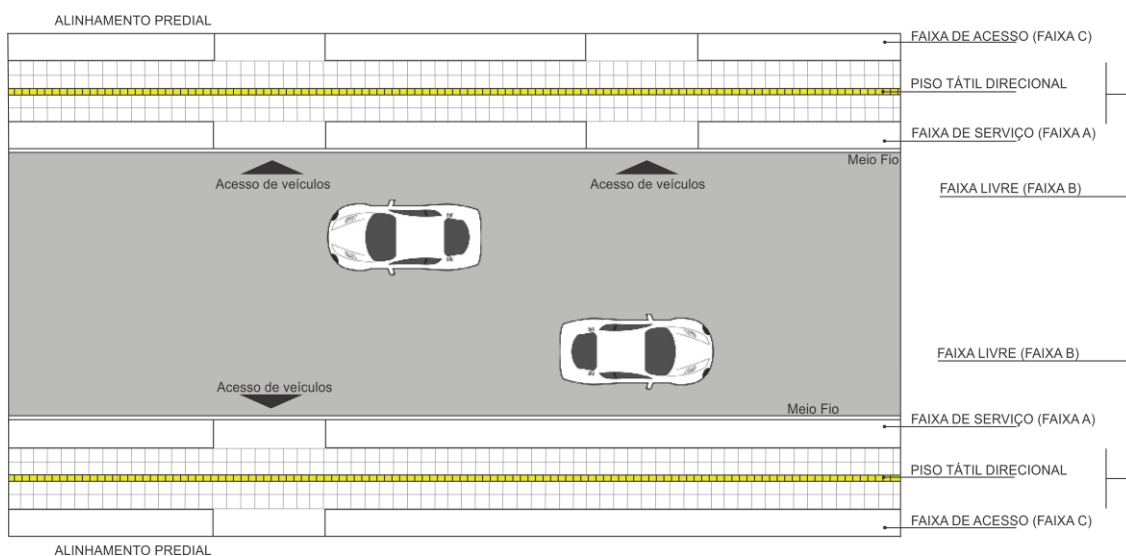 ALINHAMENTO PREDIAL
FAIXA DE ACESSO (FAIXA C)
PISO TÁTIL DIRECIONAL
FAIXA DE SERVIÇO (FAIXA A)
Meio Fio
Acesso de veículos
Acesso de veículos
FAIXA LIVRE (FAIXA B)
FAIXA LIVRE (FAIXA B)
Acesso de veículos
Meio Fio
FAIXA DE SERVIÇO (FAIXA A)
PISO TÁTIL DIRECIONAL
FAIXA DE ACESSO (FAIXA C)
ALINHAMENTO PREDIAL